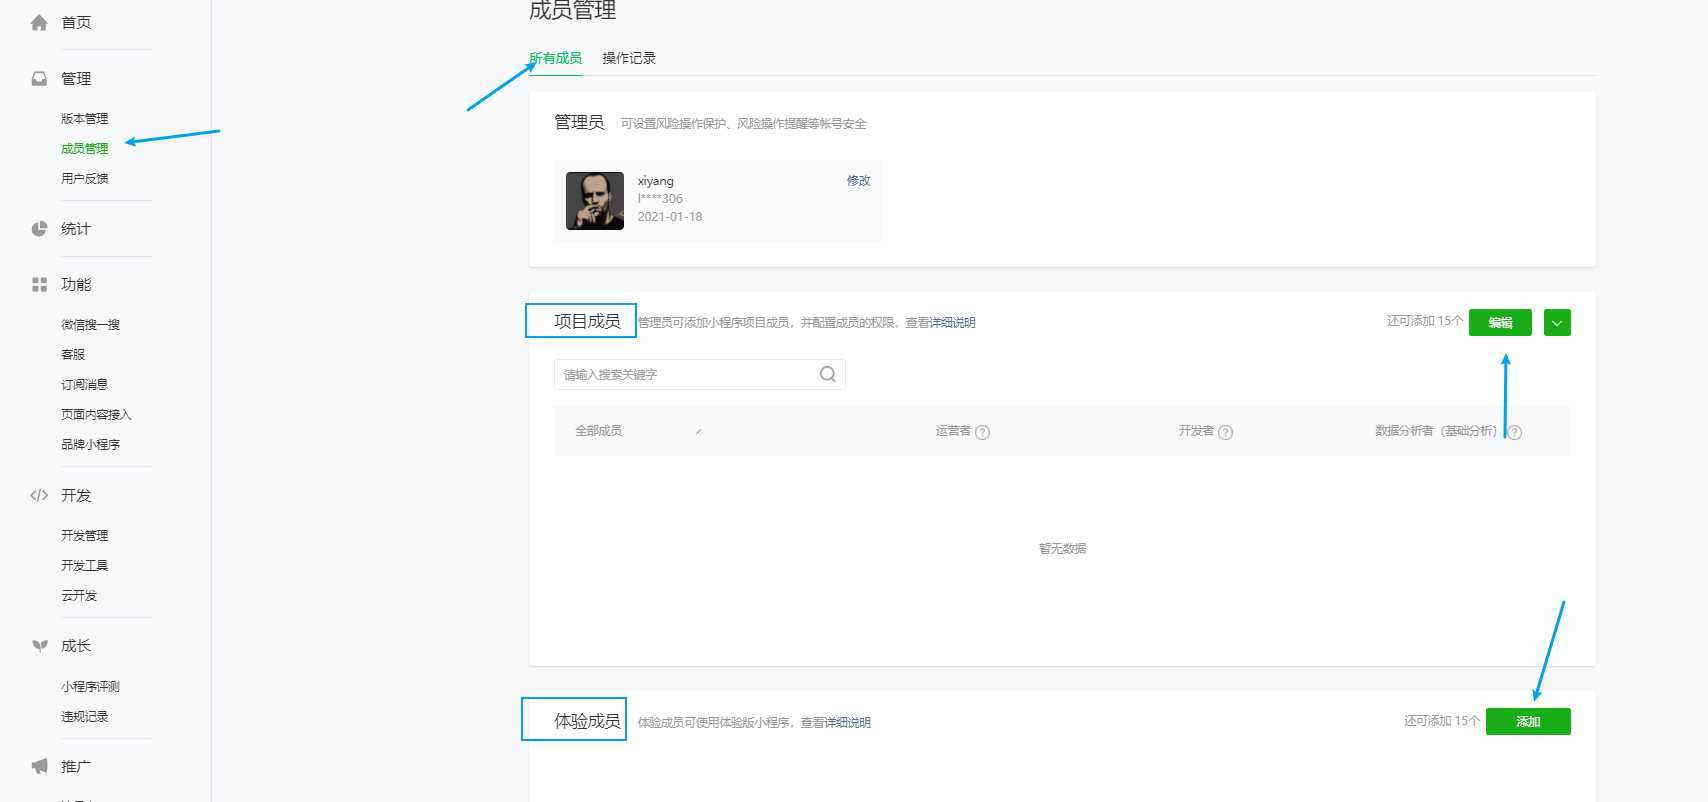 首页
管理
版本管理
成员管理
用户反馈
统计
功能
微信搜一搜
客服
订阅消息
页面内容接入
品牌小程序
开发
开发管理
开发工具
云开发
成长
小程序评测
违规记录
推广
成员管理
所有成员 操作记录
管理员 可设置风险操作保护、风险操作提醒等帐号安全
xiyang 修改
l****306
2021-01-18
项目成员 管理员可添加小程序项目成员，并配置成员的权限，查看详细说明 还可添加 15个 编辑
请输入搜索关键字
全部成员 运营者 ? 开发者 ? 数据分析者（基础分析） ?
暂无数据
体验成员 体验成员可使用体验版小程序，查看详细说明 还可添加 15个 添加